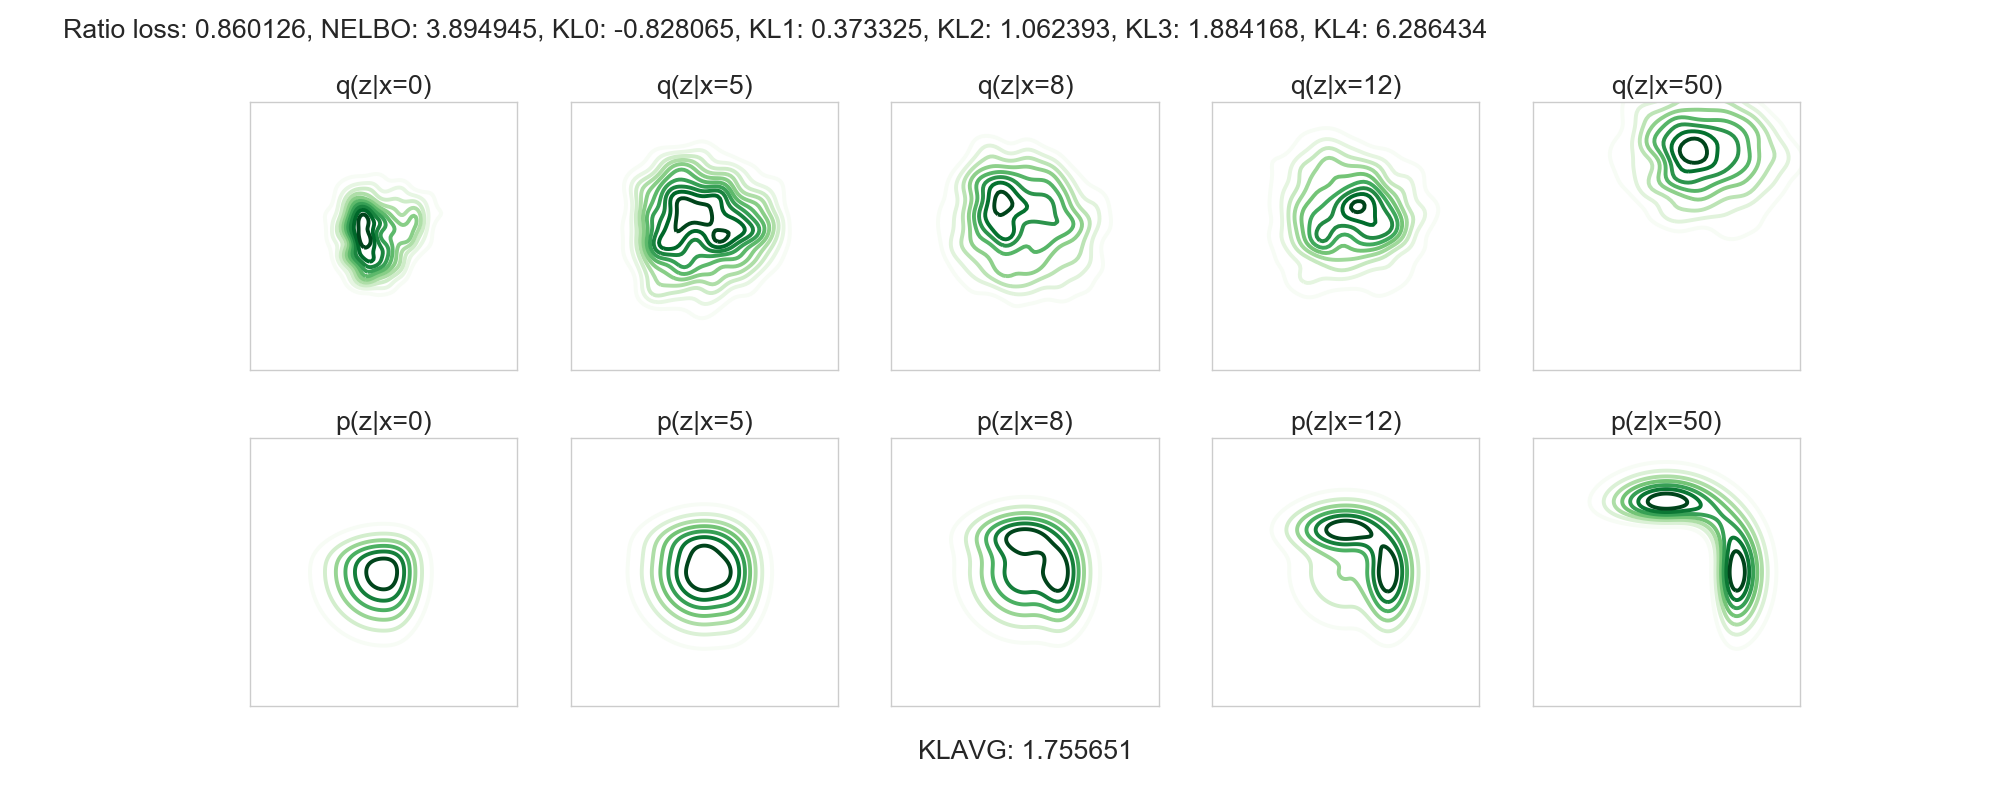 Ratio loss: 0.860126, NELBO: 3.894945, KL0: -0.828065, KL1: 0.373325, KL2: 1.062393, KL3: 1.884168, KL4: 6.286434
q(z|x=0) q(z|x=5) q(z|x=8) q(z|x=12) q(z|x=50)
p(z|x=0) p(z|x=5) p(z|x=8) p(z|x=12) p(z|x=50)
KLAVG: 1.755651